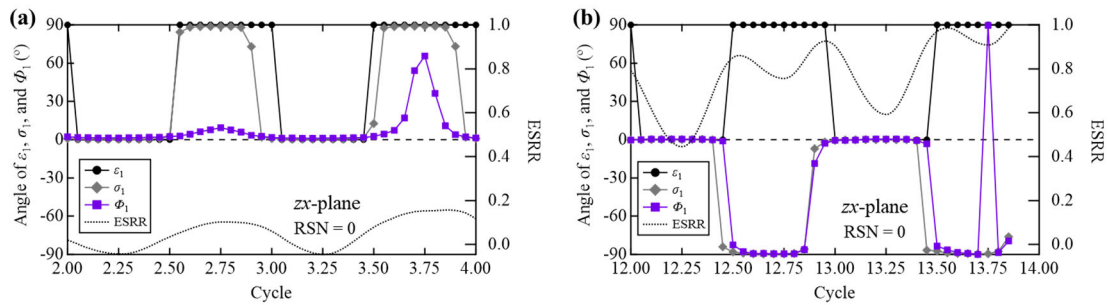 (a)
90
60
30
0
-30
-60
-90
Angle of ε1, σ1, and Φ1 (°)
1.0
0.8
0.6
0.4
0.2
0.0
ESRR
ε1
σ1
Φ1
ESRR
zx-plane
RSN = 0
2.00 2.25 2.50 2.75 3.00 3.25 3.50 3.75 4.00
Cycle
(b)
90
60
30
0
-30
-60
-90
Angle of ε1, σ1, and Φ1 (°)
1.0
0.8
0.6
0.4
0.2
0.0
ESRR
ε1
σ1
Φ1
ESRR
zx-plane
RSN = 0
12.00 12.25 12.50 12.75 13.00 13.25 13.50 13.75 14.00
Cycle